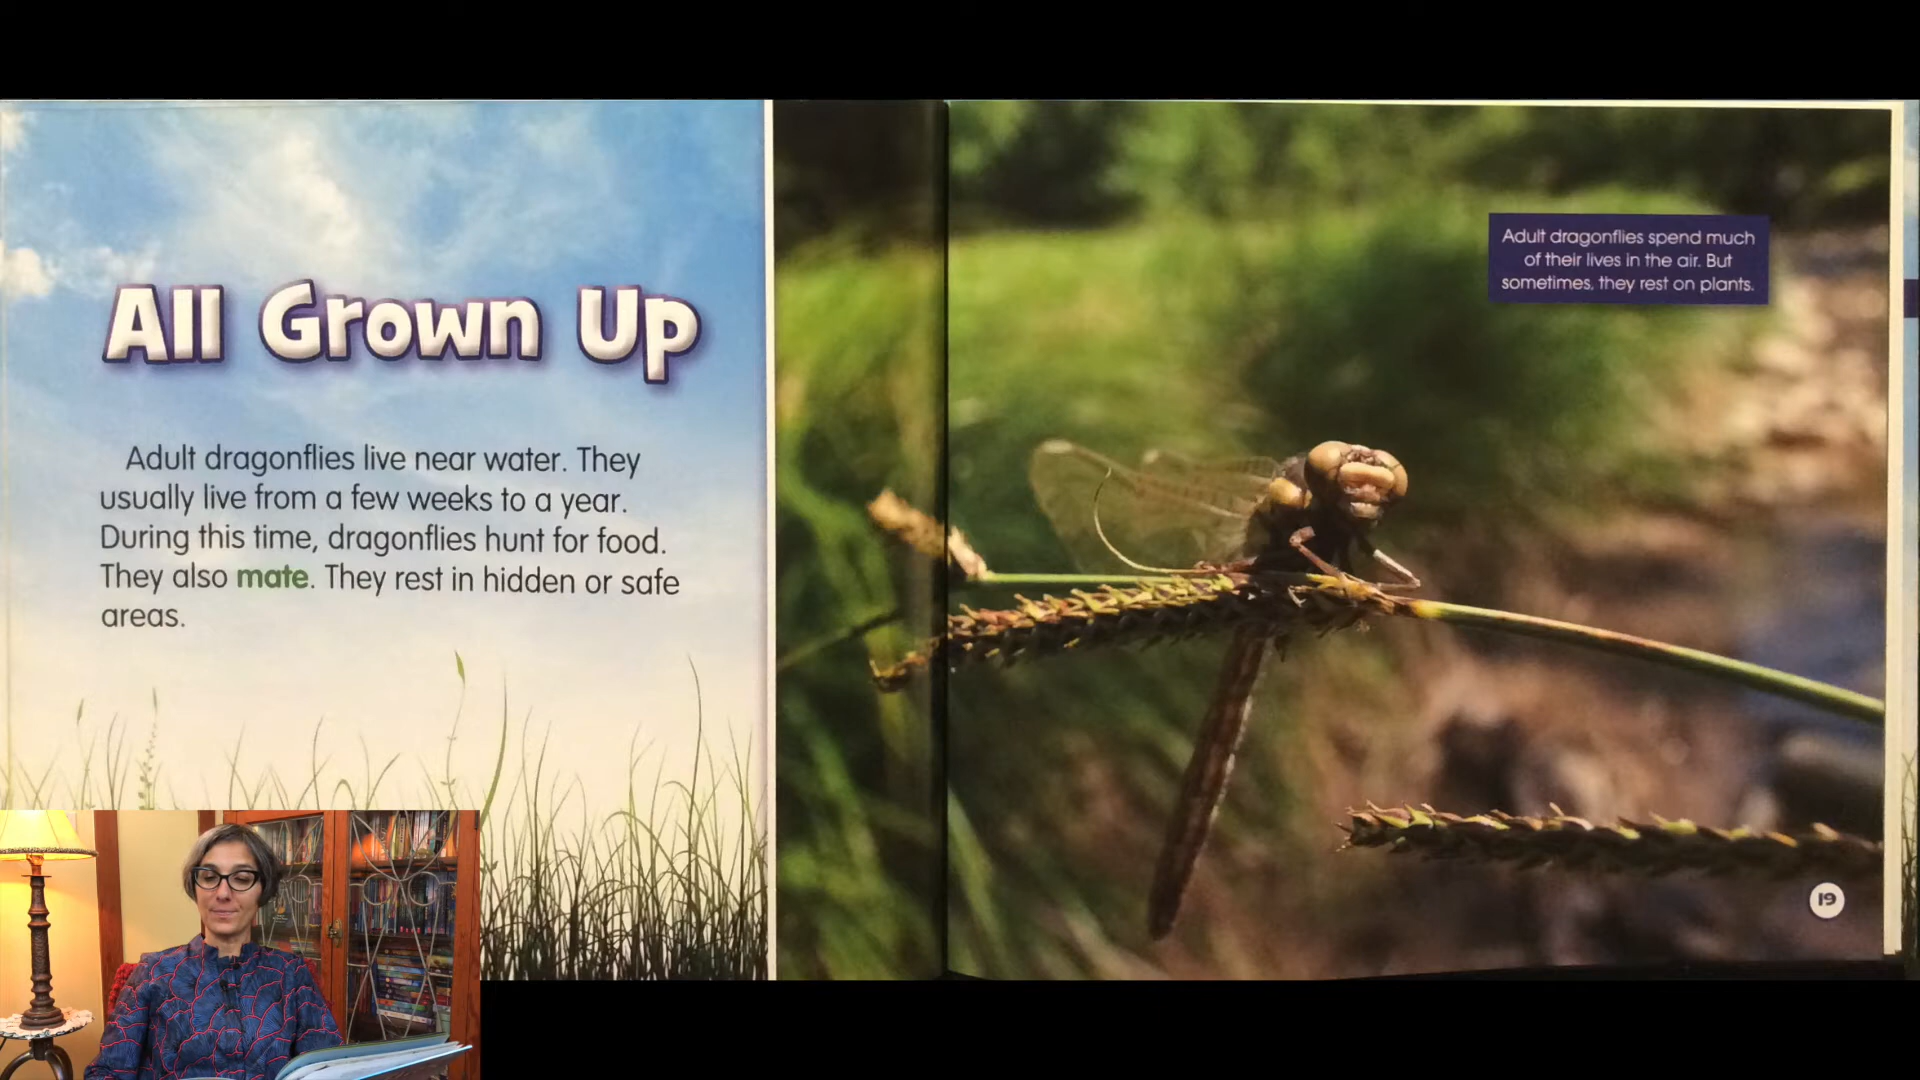 All Grown Up
Adult dragonflies live near water. They
usually live from a few weeks to a year.
During this time, dragonflies hunt for food.
They also mate. They rest in hidden or safe
areas.
Adult dragonflies spend much
of their lives in the air. But
sometimes, they rest on plants.
19